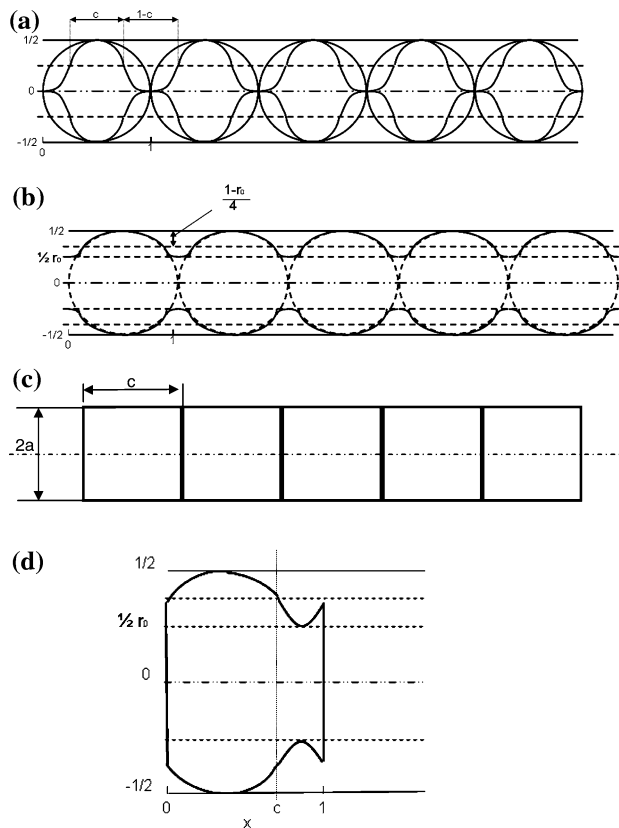 (a)
c
1-c
1/2
0
-1/2
0
1
(b)
1-r₀
4
1/2
½ r₀
0
-1/2
0
1
(c)
c
2a
(d)
1/2
½ r₀
0
-1/2
0
c
1
x